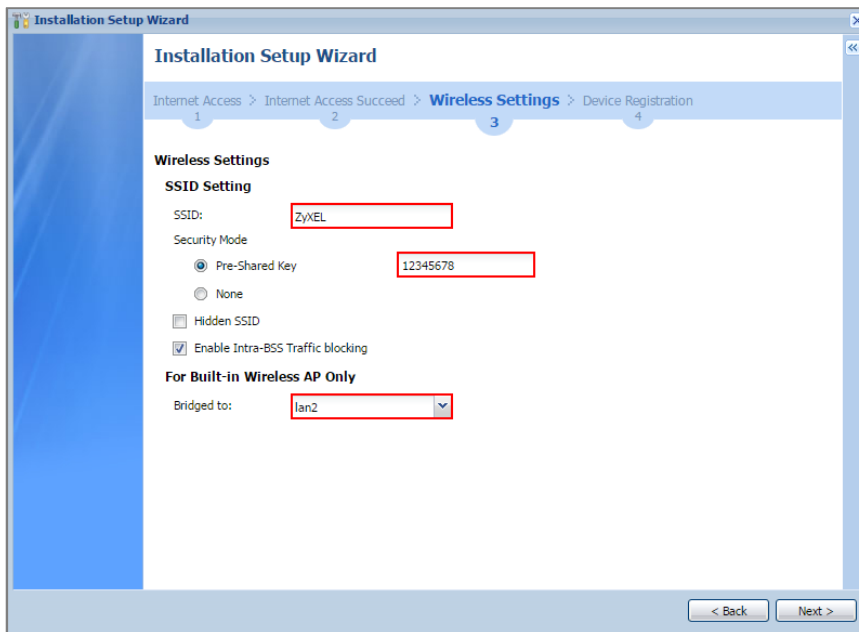 Installation Setup Wizard
Installation Setup Wizard
Internet Access > Internet Access Succeed > Wireless Settings > Device Registration
1 2 3 4
Wireless Settings
SSID Setting
SSID: ZyXEL
Security Mode
Pre-Shared Key 12345678
None
Hidden SSID
Enable Intra-BSS Traffic blocking
For Built-in Wireless AP Only
Bridged to: lan2
< Back Next >